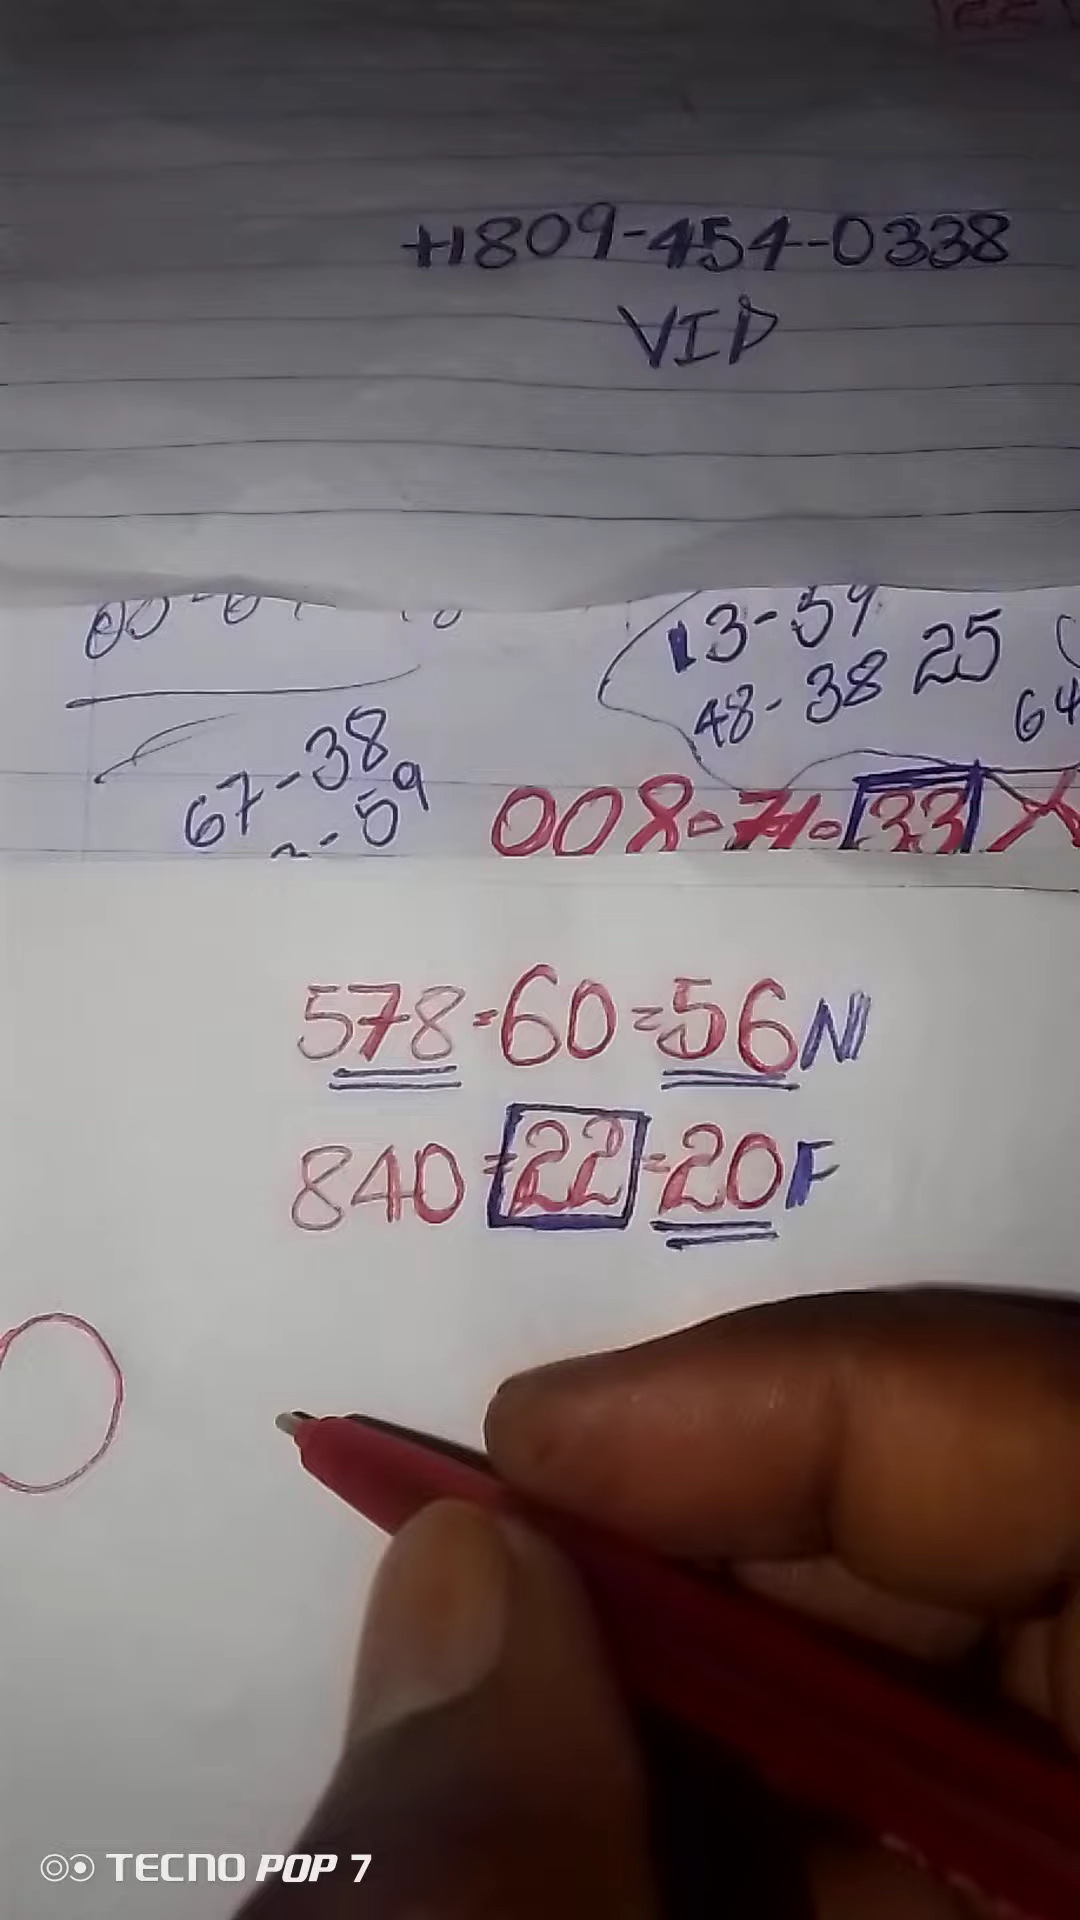 +1809-454-0338
VIP
13-59
25
48-38
64
67-38
-59
008-71-33 X
578-60=56N
840=22-20F
TECNO POP 7